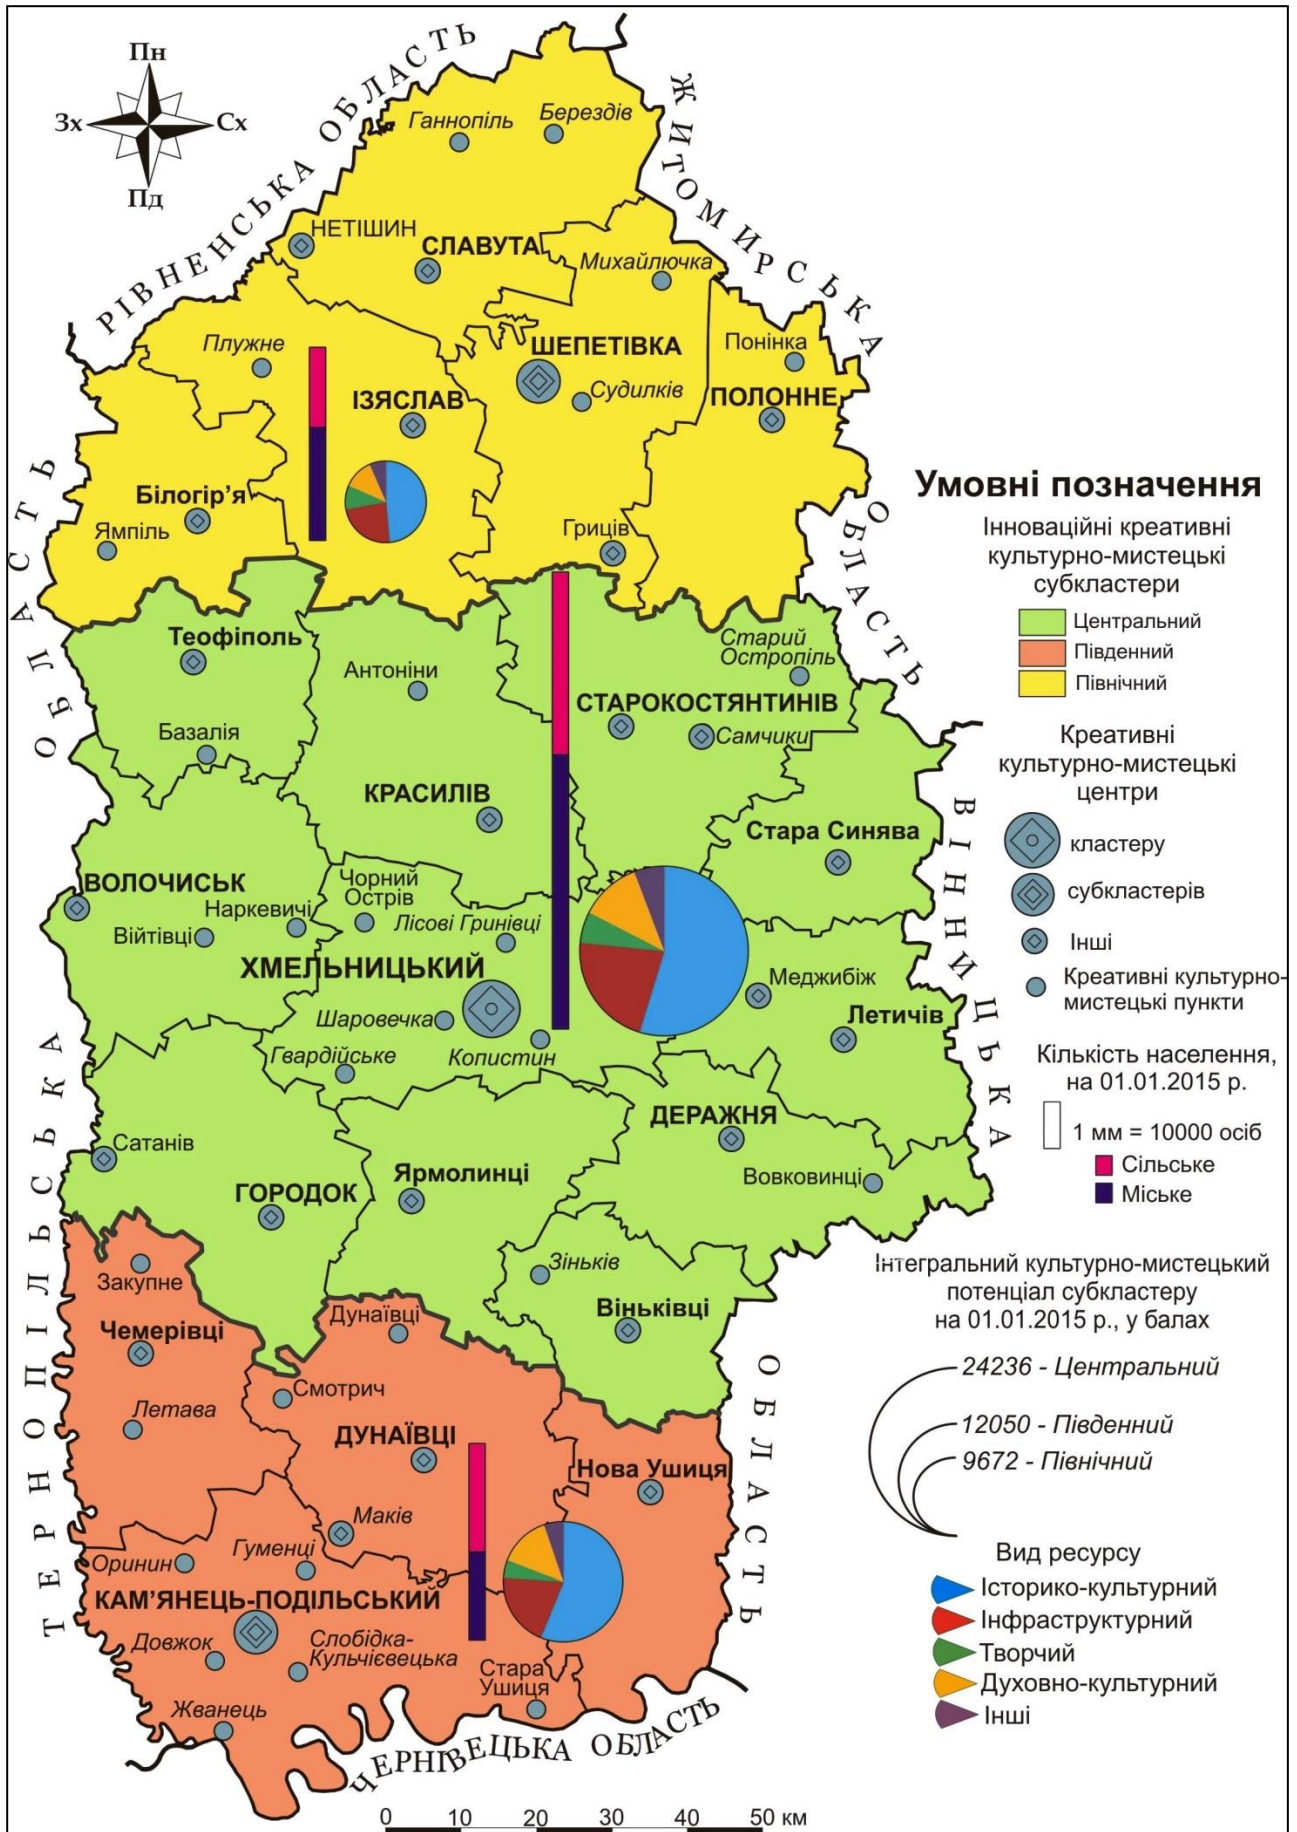 Пн
Зх
Сх
Пд
РІВНЕНСЬКА ОБЛАСТЬ
ЖИТОМИРСЬКА
ОБЛАСТЬ
ВІННИЦЬКА
ОБЛАСТЬ
ЧЕРНІВЕЦЬКА ОБЛАСТЬ
ТЕРНОПІЛЬСЬКА
ОБЛАСТЬ
Ганнопіль
Берездів
НЕТІШИН
СЛАВУТА
Михайлючка
Плужне
ШЕПЕТІВКА
Понінка
ІЗЯСЛАВ
Судилків
ПОЛОННЕ
Білогір’я
Ямпіль
Гриців
Теофіполь
Антоніни
Старий
Остропіль
СТАРОКОСТЯНТИНІВ
Самчики
Базалія
КРАСИЛІВ
Стара Синява
ВОЛОЧИСЬК
Чорний
Острів
Наркевичі
Лісові Гринівці
Війтівці
ХМЕЛЬНИЦЬКИЙ
Меджибіж
Летичів
Шаровечка
Гвардійське
Копистин
ДЕРАЖНЯ
Сатанів
Ярмолинці
Вовковинці
ГОРОДОК
Зіньків
Закупне
Віньківці
Дунаївці
Чемерівці
Смотрич
Летава
ДУНАЇВЦІ
Нова Ушиця
Маків
Оринин
Гуменці
КАМ’ЯНЕЦЬ-ПОДІЛЬСЬКИЙ
Довжок
Слобідка-
Кульчієвецька
Стара
Ушиця
Жванець
0 10 20 30 40 50 км
Умовні позначення
Інноваційні креативні
культурно-мистецькі
субкластери
Центральний
Південний
Північний
Креативні
культурно-мистецькі
центри
кластеру
субкластерів
Інші
Креативні культурно-
мистецькі пункти
Кількість населення,
на 01.01.2015 р.
1 мм = 10000 осіб
Сільське
Міське
Інтегральний культурно-мистецький
потенціал субкластеру
на 01.01.2015 р., у балах
24236 - Центральний
12050 - Південний
9672 - Північний
Вид ресурсу
Історико-культурний
Інфраструктурний
Творчий
Духовно-культурний
Інші